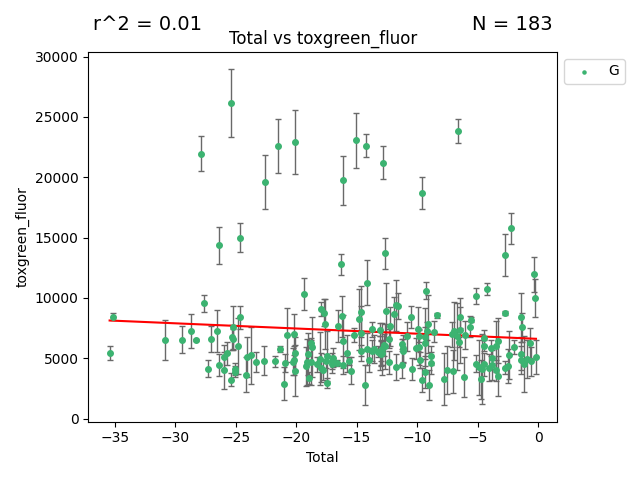 r^2 = 0.01
N = 183
Total vs toxgreen_fluor
G
30000
25000
20000
15000
10000
5000
0
toxgreen_fluor
−35
−30
−25
−20
−15
−10
−5
0
Total